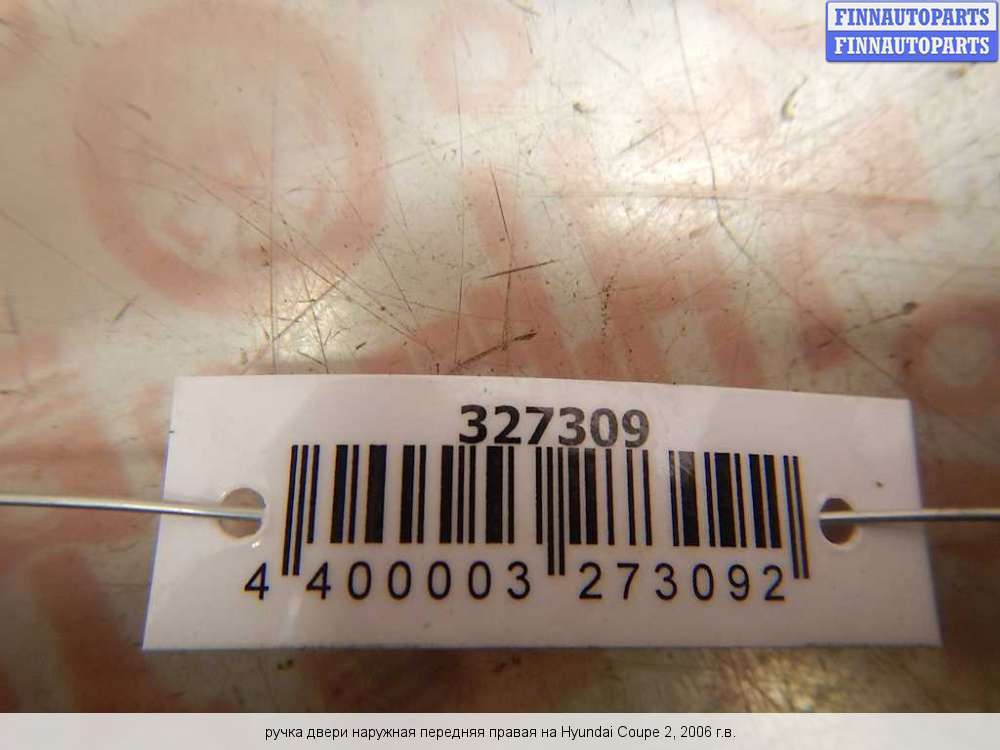 FINNAUTOPARTS
FINNAUTOPARTS
327309
4 400003 273092
ручка двери наружная передняя правая на Hyundai Coupe 2, 2006 г.в.